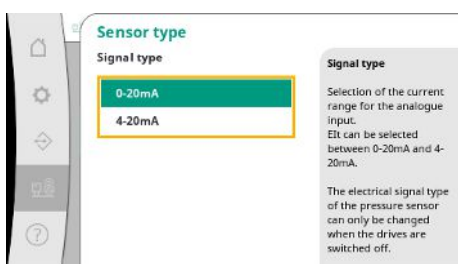 Sensor type
Signal type
0-20mA
4-20mA
Signal type
Selection of the current
range for the analogue
input.
EIt can be selected
between 0-20mA and 4-
20mA.
The electrical signal type
of the pressure sensor
can only be changed
when the drives are
switched off.